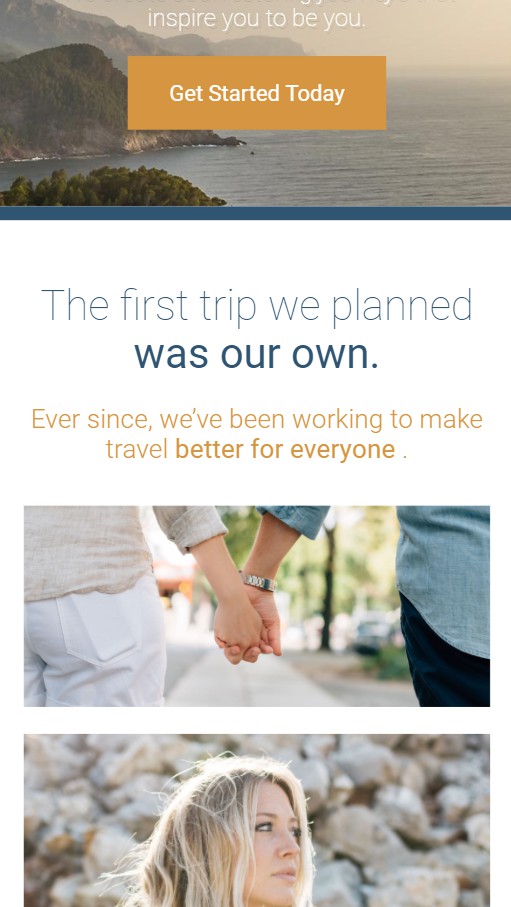 inspire you to be you.
Get Started Today
The first trip we planned
was our own.
Ever since, we’ve been working to make
travel better for everyone .